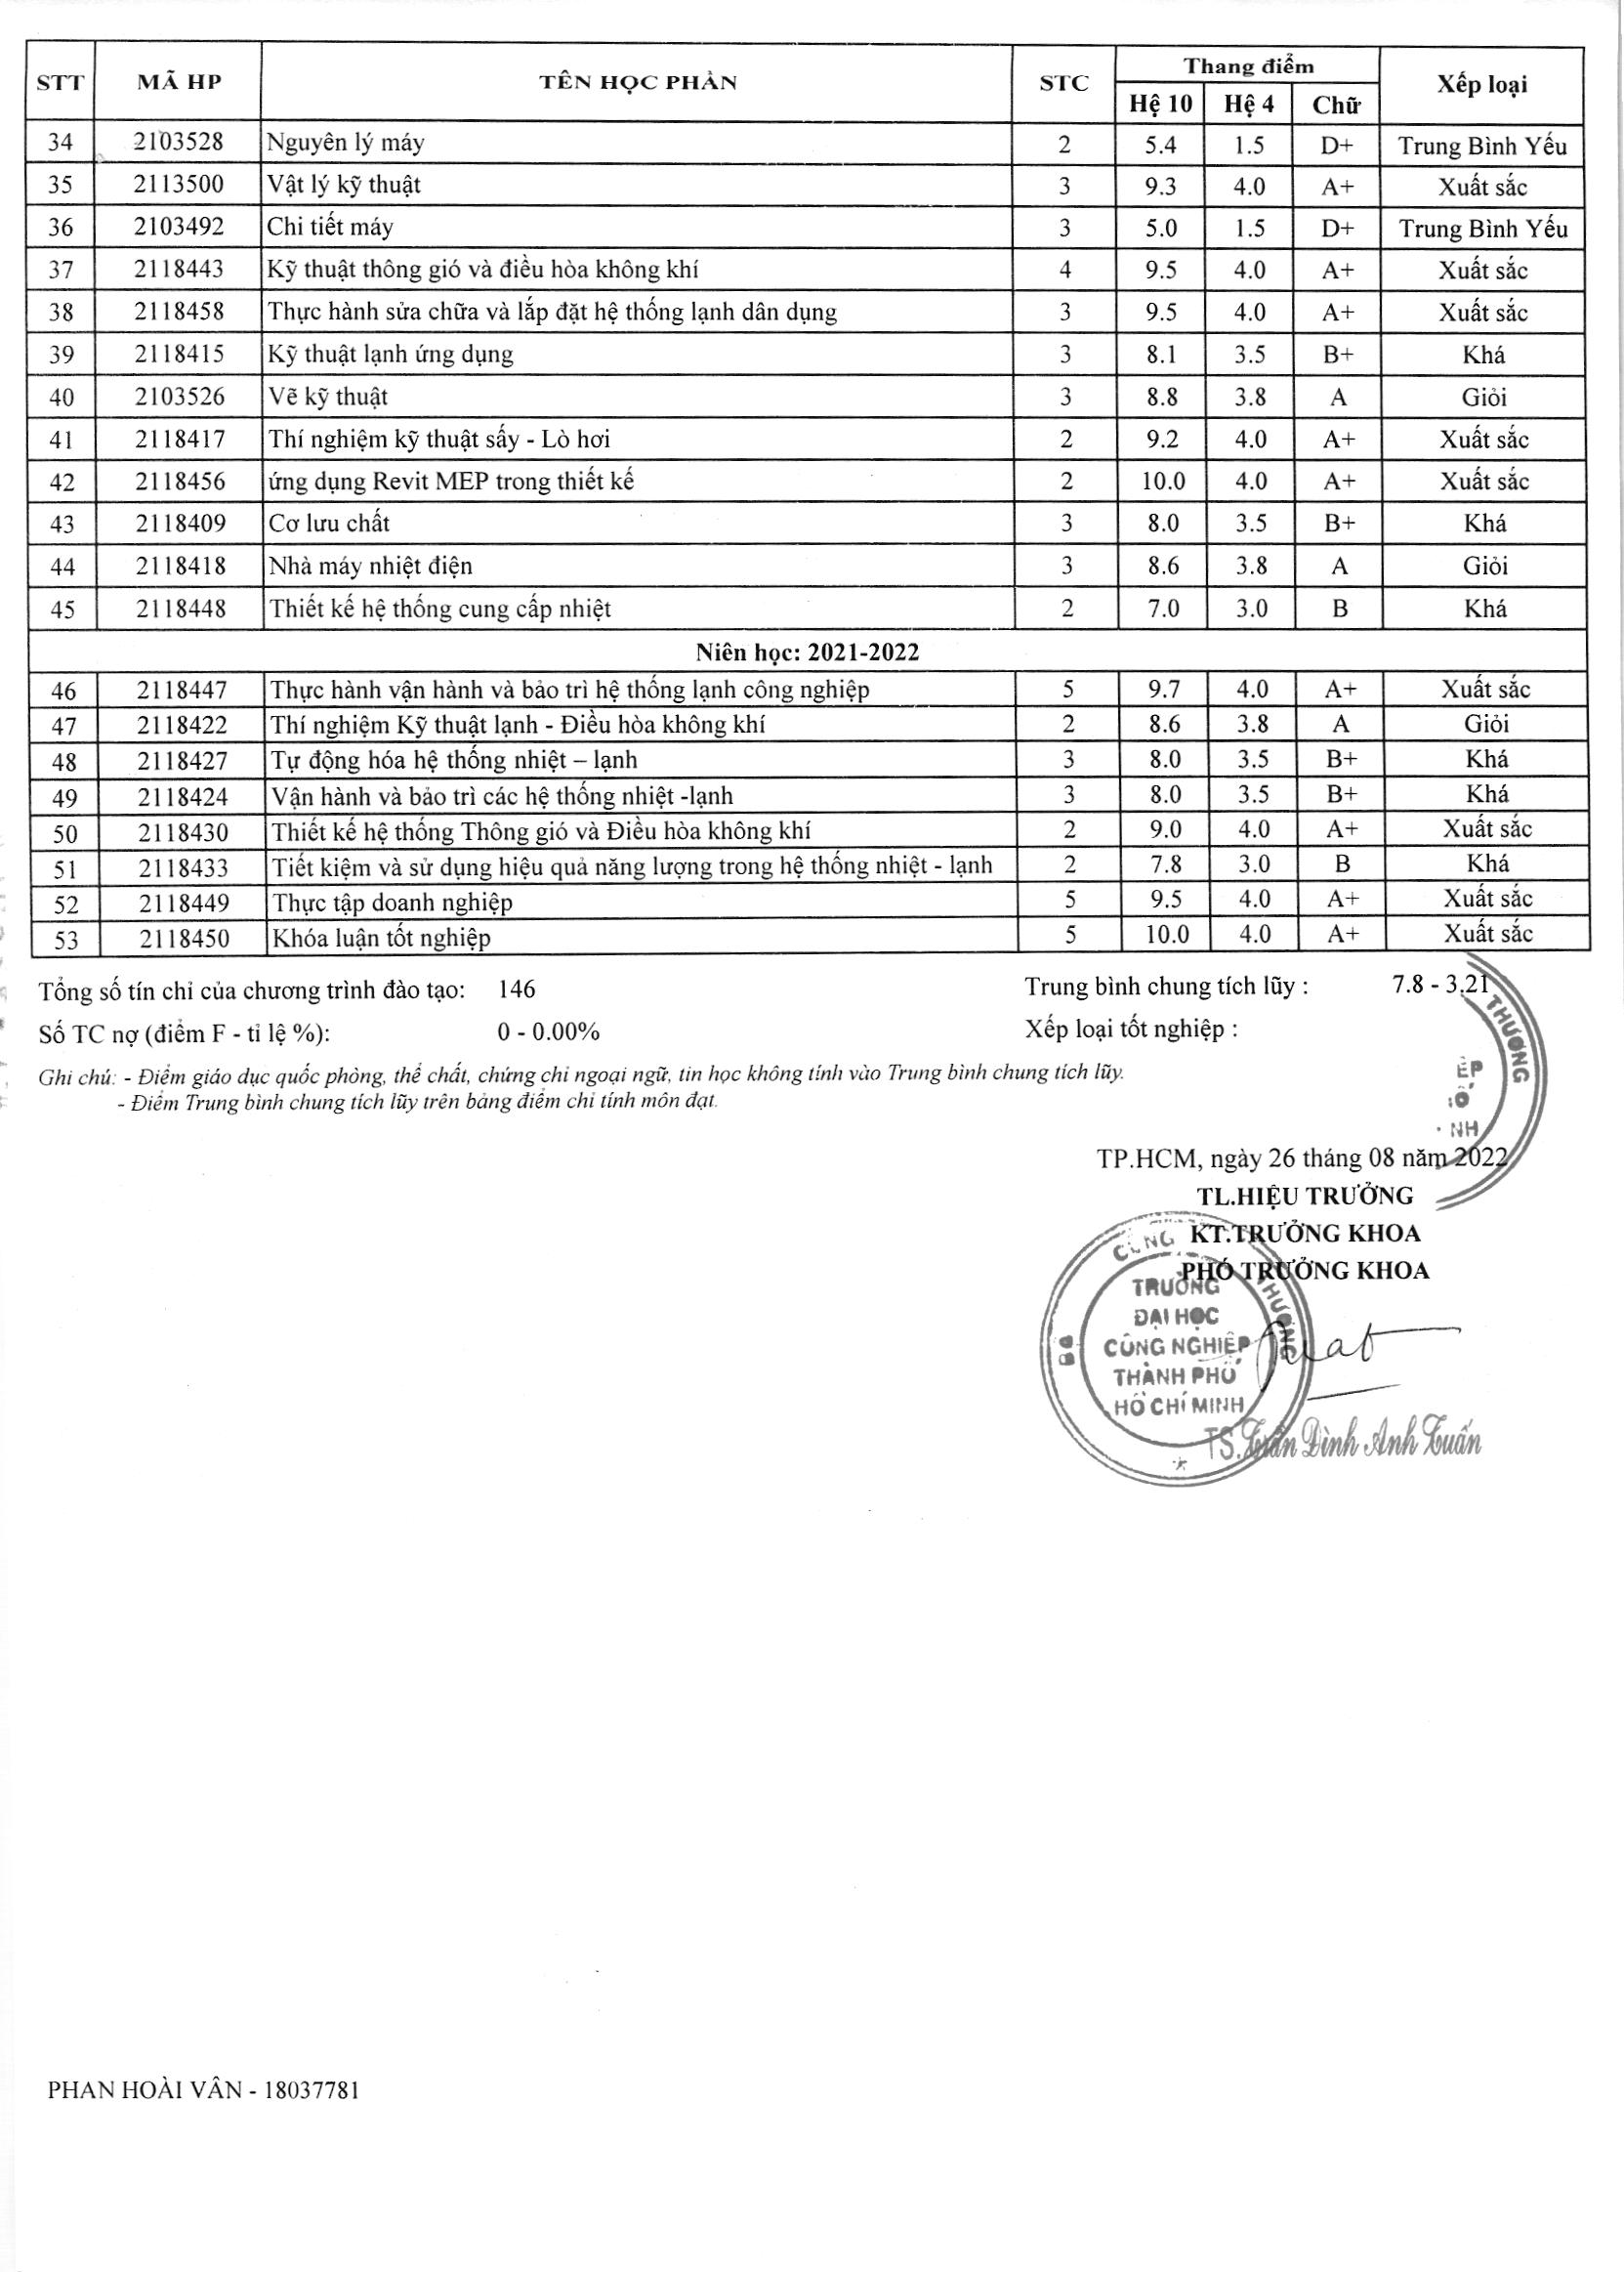 STT MÃ HP TÊN HỌC PHẦN STC Thang điểm Xếp loại
Hệ 10 Hệ 4 Chữ
34 2103528 Nguyên lý máy 2 5.4 1.5 D+ Trung Bình Yếu
35 2113500 Vật lý kỹ thuật 3 9.3 4.0 A+ Xuất sắc
36 2103492 Chi tiết máy 3 5.0 1.5 D+ Trung Bình Yếu
37 2118443 Kỹ thuật thông gió và điều hòa không khí 4 9.5 4.0 A+ Xuất sắc
38 2118458 Thực hành sửa chữa và lắp đặt hệ thống lạnh dân dụng 3 9.5 4.0 A+ Xuất sắc
39 2118415 Kỹ thuật lạnh ứng dụng 3 8.1 3.5 B+ Khá
40 2103526 Vẽ kỹ thuật 3 8.8 3.8 A Giỏi
41 2118417 Thí nghiệm kỹ thuật sấy - Lò hơi 2 9.2 4.0 A+ Xuất sắc
42 2118456 ứng dụng Revit MEP trong thiết kế 2 10.0 4.0 A+ Xuất sắc
43 2118409 Cơ lưu chất 3 8.0 3.5 B+ Khá
44 2118418 Nhà máy nhiệt điện 3 8.6 3.8 A Giỏi
45 2118448 Thiết kế hệ thống cung cấp nhiệt 2 7.0 3.0 B Khá
Niên học: 2021-2022
46 2118447 Thực hành vận hành và bảo trì hệ thống lạnh công nghiệp 5 9.7 4.0 A+ Xuất sắc
47 2118422 Thí nghiệm Kỹ thuật lạnh - Điều hòa không khí 2 8.6 3.8 A Giỏi
48 2118427 Tự động hóa hệ thống nhiệt – lạnh 3 8.0 3.5 B+ Khá
49 2118424 Vận hành và bảo trì các hệ thống nhiệt -lạnh 3 8.0 3.5 B+ Khá
50 2118430 Thiết kế hệ thống Thông gió và Điều hòa không khí 2 9.0 4.0 A+ Xuất sắc
51 2118433 Tiết kiệm và sử dụng hiệu quả năng lượng trong hệ thống nhiệt - lạnh 2 7.8 3.0 B Khá
52 2118449 Thực tập doanh nghiệp 5 9.5 4.0 A+ Xuất sắc
53 2118450 Khóa luận tốt nghiệp 5 10.0 4.0 A+ Xuất sắc
Tổng số tín chỉ của chương trình đào tạo: 146 Trung bình chung tích lũy : 7.8 - 3.21
Số TC nợ (điểm F - tỉ lệ %): 0 - 0.00% Xếp loại tốt nghiệp :
Ghi chú: - Điểm giáo dục quốc phòng, thể chất, chứng chỉ ngoại ngữ, tin học không tính vào Trung bình chung tích lũy.
- Điểm Trung bình chung tích lũy trên bảng điểm chỉ tính môn đạt.
THƯƠNG
NH
TP.HCM, ngày 26 tháng 08 năm 2022
TL.HIỆU TRƯỞNG
KT.TRƯỞNG KHOA
PHÓ TRƯỞNG KHOA
BỘ CÔNG THƯƠNG
TRƯỜNG
ĐẠI HỌC
CÔNG NGHIỆP
THÀNH PHỐ
HỒ CHÍ MINH
TS. Trần Đình Anh Tuấn
PHAN HOÀI VÂN - 18037781